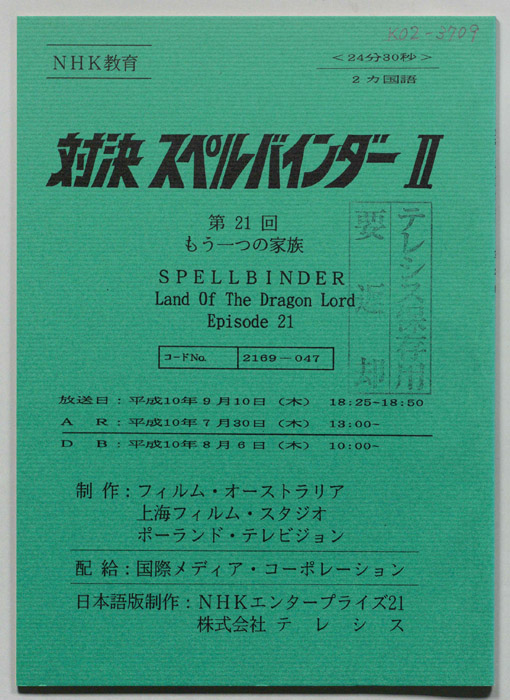 K02-3709
NHK教育
＜24分30秒＞
2 カ国語
対決 スペルバインダー II
第 21 回
もう一つの家族
SPELLBINDER
Land Of The Dragon Lord
Episode 21
テレシス保存用
要返却
コードNo. 2169－047
放送日：平成10年９月10日（木） 18:25~18:50
Ａ Ｒ：平成10年７月30日（木） 13:00~
Ｄ Ｂ：平成10年８月６日（木） 10:00~
制作：フィルム・オーストラリア
上海フィルム・スタジオ
ポーランド・テレビジョン
配給：国際メディア・コーポレーション
日本語版制作：NHKエンタープライズ21
株式会社 テレシス